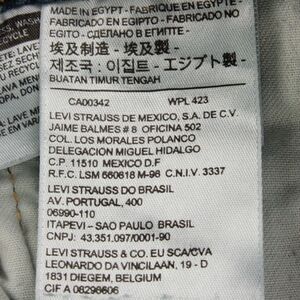 MADE IN EGYPT - FABRIQUE EN EGYPTE -
FABRICADO EN EGIPTO - FABRICADO NO
EGITO - СДЕЛАНО В ЕГИПТЕ -
埃及制造 - 埃及製 -
제조국 : 이집트 - エジプト製 -
BUATAN TIMUR TENGAH
CA00342 WPL 423
LEVI STRAUSS DE MEXICO, S.A. DE C.V.
JAIME BALMES # 8 OFICINA 502
COL. LOS MORALES POLANCO
DELEGACION MIGUEL HIDALGO
C.P. 11510 MEXICO D.F
R.F.C. LSM 660618 M-98 C.N.I.V. 3337
LEVI STRAUSS DO BRASIL
AV. PORTUGAL, 400
06990-110
ITAPEVI - SAO PAULO BRASIL
CNPJ: 43.351.097/0001-90
LEVI STRAUSS & CO. EU SCA/CVA
LEONARDO DA VINCILAAN, 19 - D
1831 DIEGEM, BELGIUM
CIF A 08298606